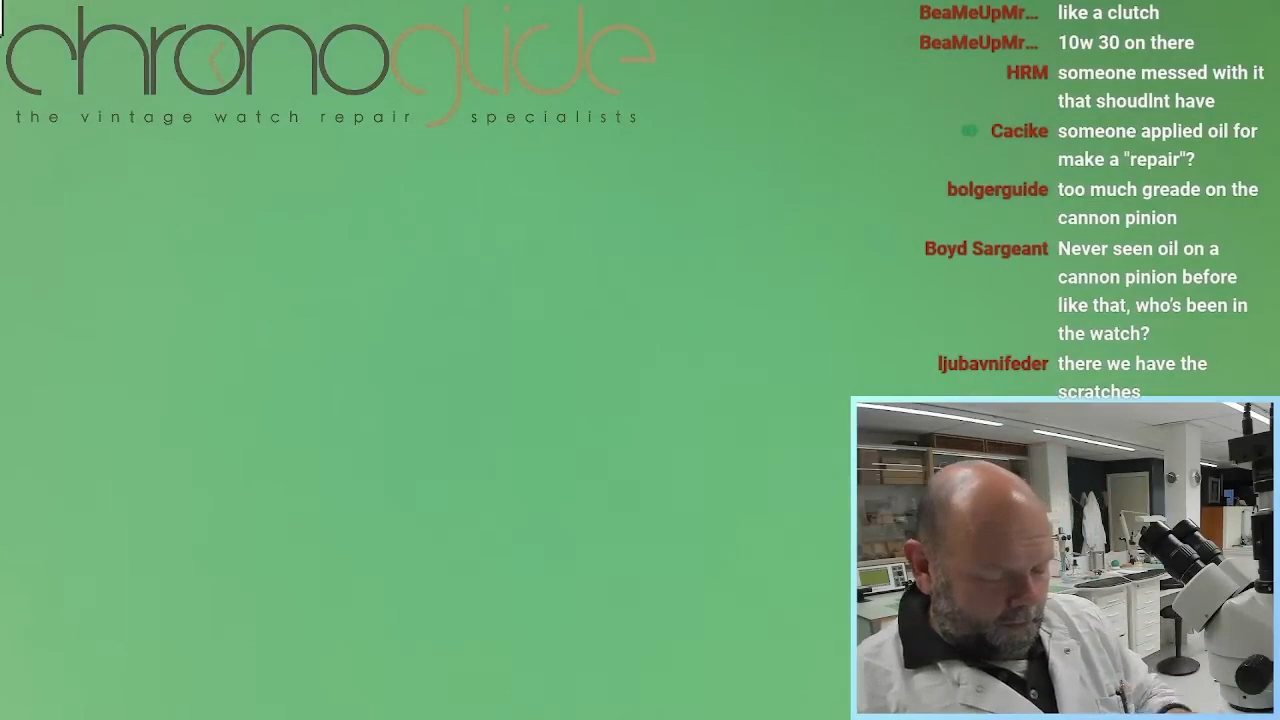 chronoglide
the vintage watch repair specialists
BeaMeUpMr... like a clutch
BeaMeUpMr... 10w 30 on there
HRM someone messed with it
that shoudlnt have
Cacike someone applied oil for
make a "repair"?
bolgerguide too much greade on the
cannon pinion
Boyd Sargeant Never seen oil on a
cannon pinion before
like that, who's been in
the watch?
ljubavnifeder there we have the
scratches